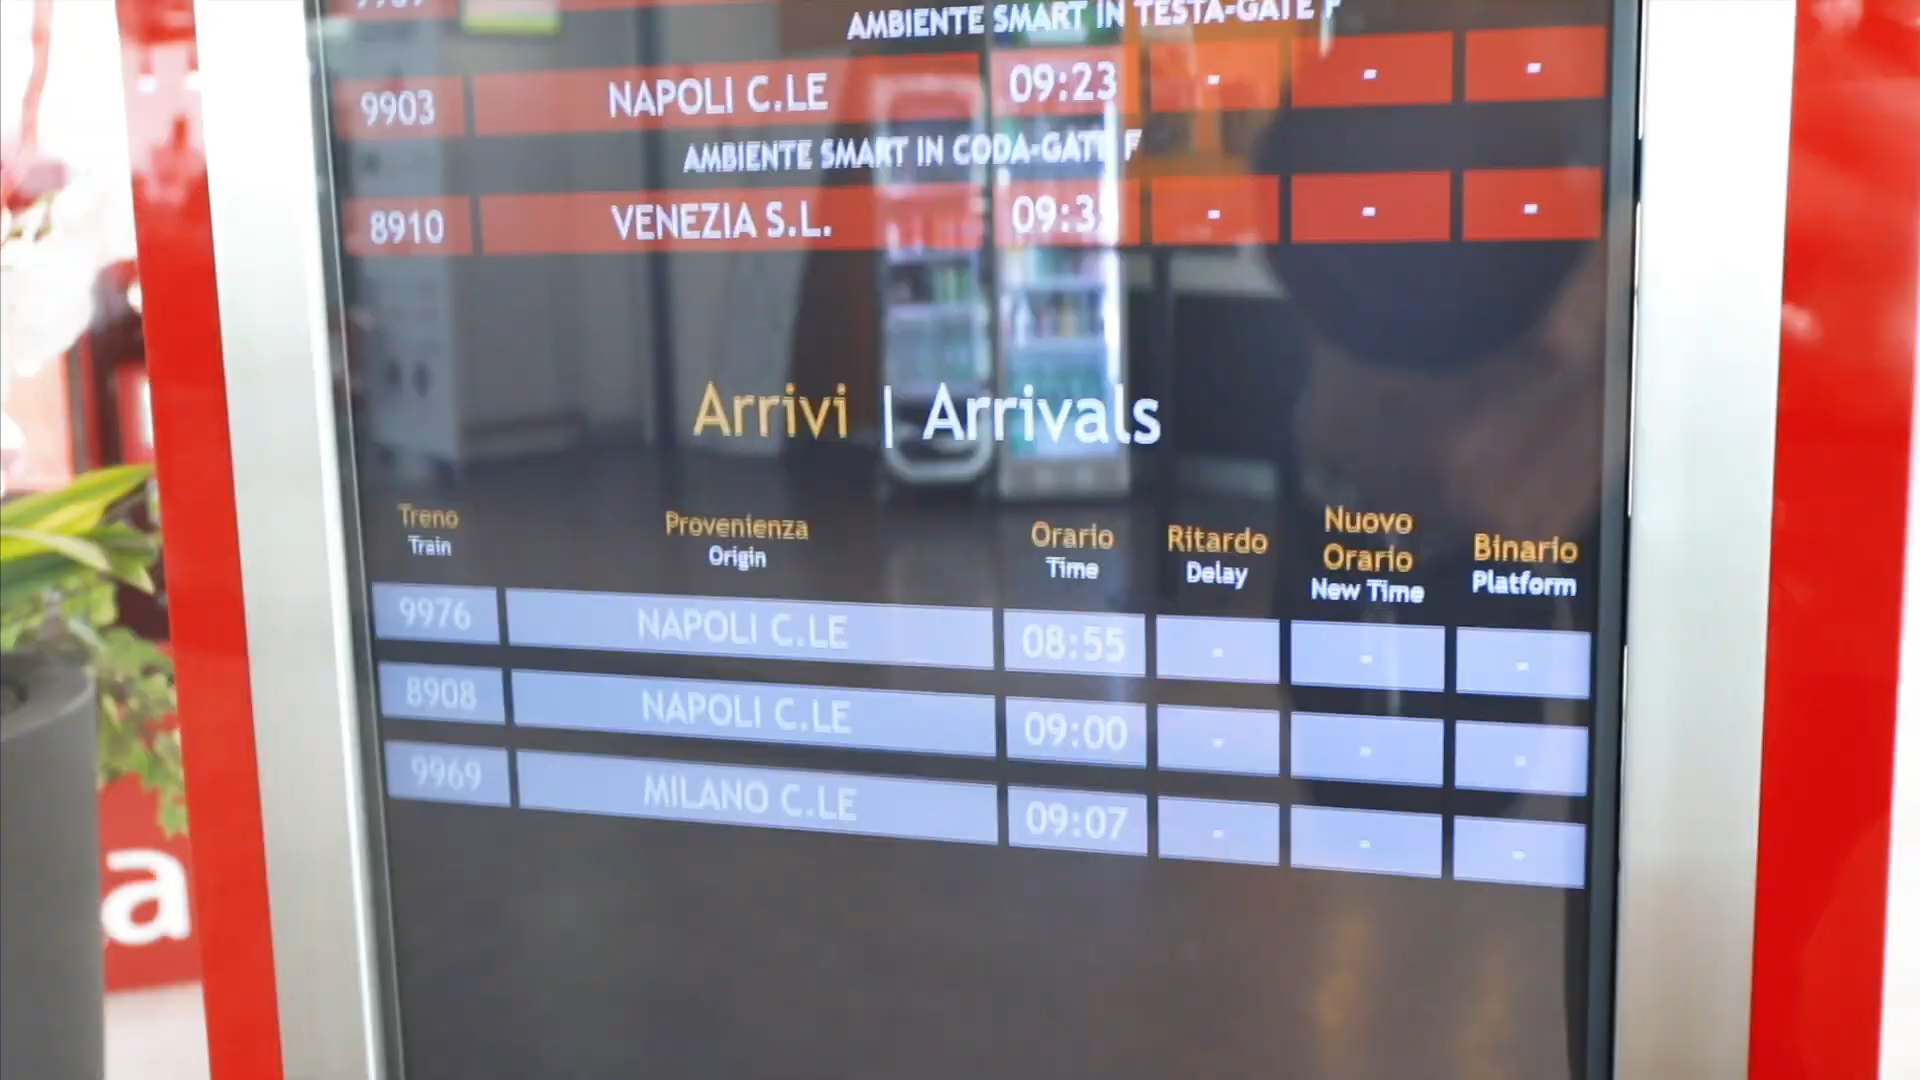 AMBIENTE SMART IN TESTA-GATE F
9903 NAPOLI C.LE 09:23 - - -
AMBIENTE SMART IN CODA-GATE F
8910 VENEZIA S.L. - - -
Arrivi | Arrivals
Treno Provenienza Orario Ritardo Nuovo Orario Binario
Train Origin Time Delay New Time Platform
9976 NAPOLI C.LE 08:55 - - -
8908 NAPOLI C.LE 09:00 - - -
9969 MILANO C.LE 09:07 - - -
a